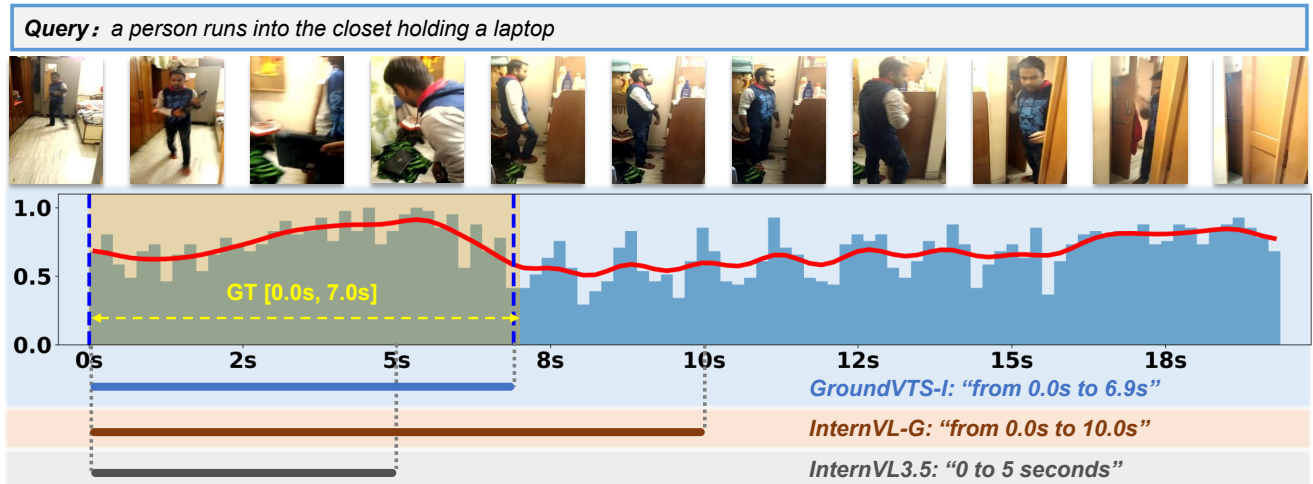 Query: a person runs into the closet holding a laptop
1.0
0.5
0.0
GT [0.0s, 7.0s]
0s 2s 5s 8s 10s 12s 15s 18s
GroundVTS-I: “from 0.0s to 6.9s”
InternVL-G: “from 0.0s to 10.0s”
InternVL3.5: “0 to 5 seconds”